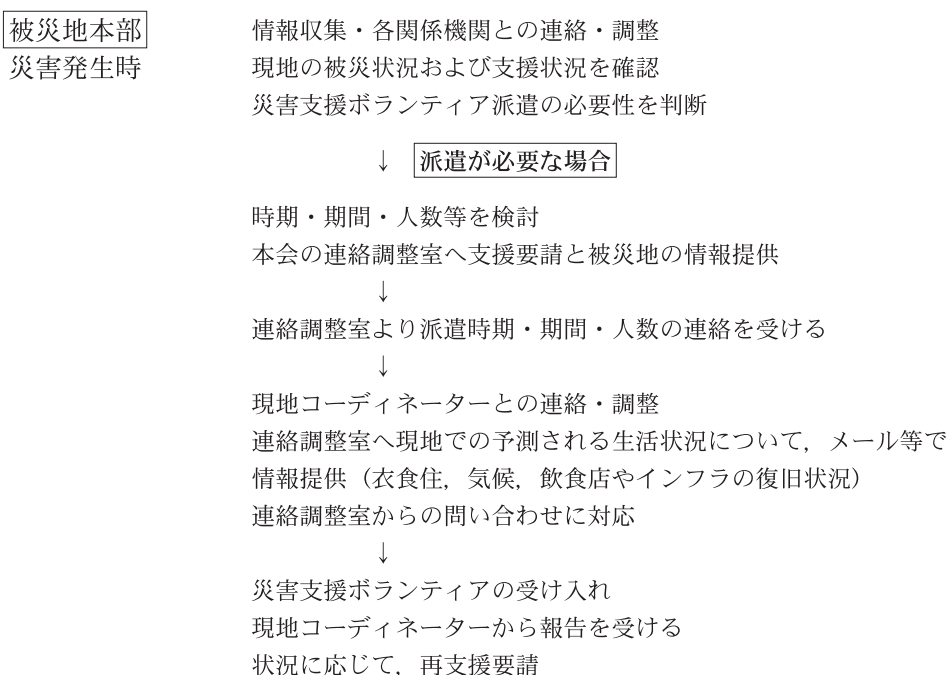 被災地本部 情報収集・各関係機関との連絡・調整
災害発生時 現地の被災状況および支援状況を確認
災害支援ボランティア派遣の必要性を判断
↓ 派遣が必要な場合
時期・期間・人数等を検討
本会の連絡調整室へ支援要請と被災地の情報提供
↓
連絡調整室より派遣時期・期間・人数の連絡を受ける
↓
現地コーディネーターとの連絡・調整
連絡調整室へ現地での予測される生活状況について，メール等で
情報提供（衣食住，気候，飲食店やインフラの復旧状況）
連絡調整室からの問い合わせに対応
↓
災害支援ボランティアの受け入れ
現地コーディネーターから報告を受ける
状況に応じて，再支援要請